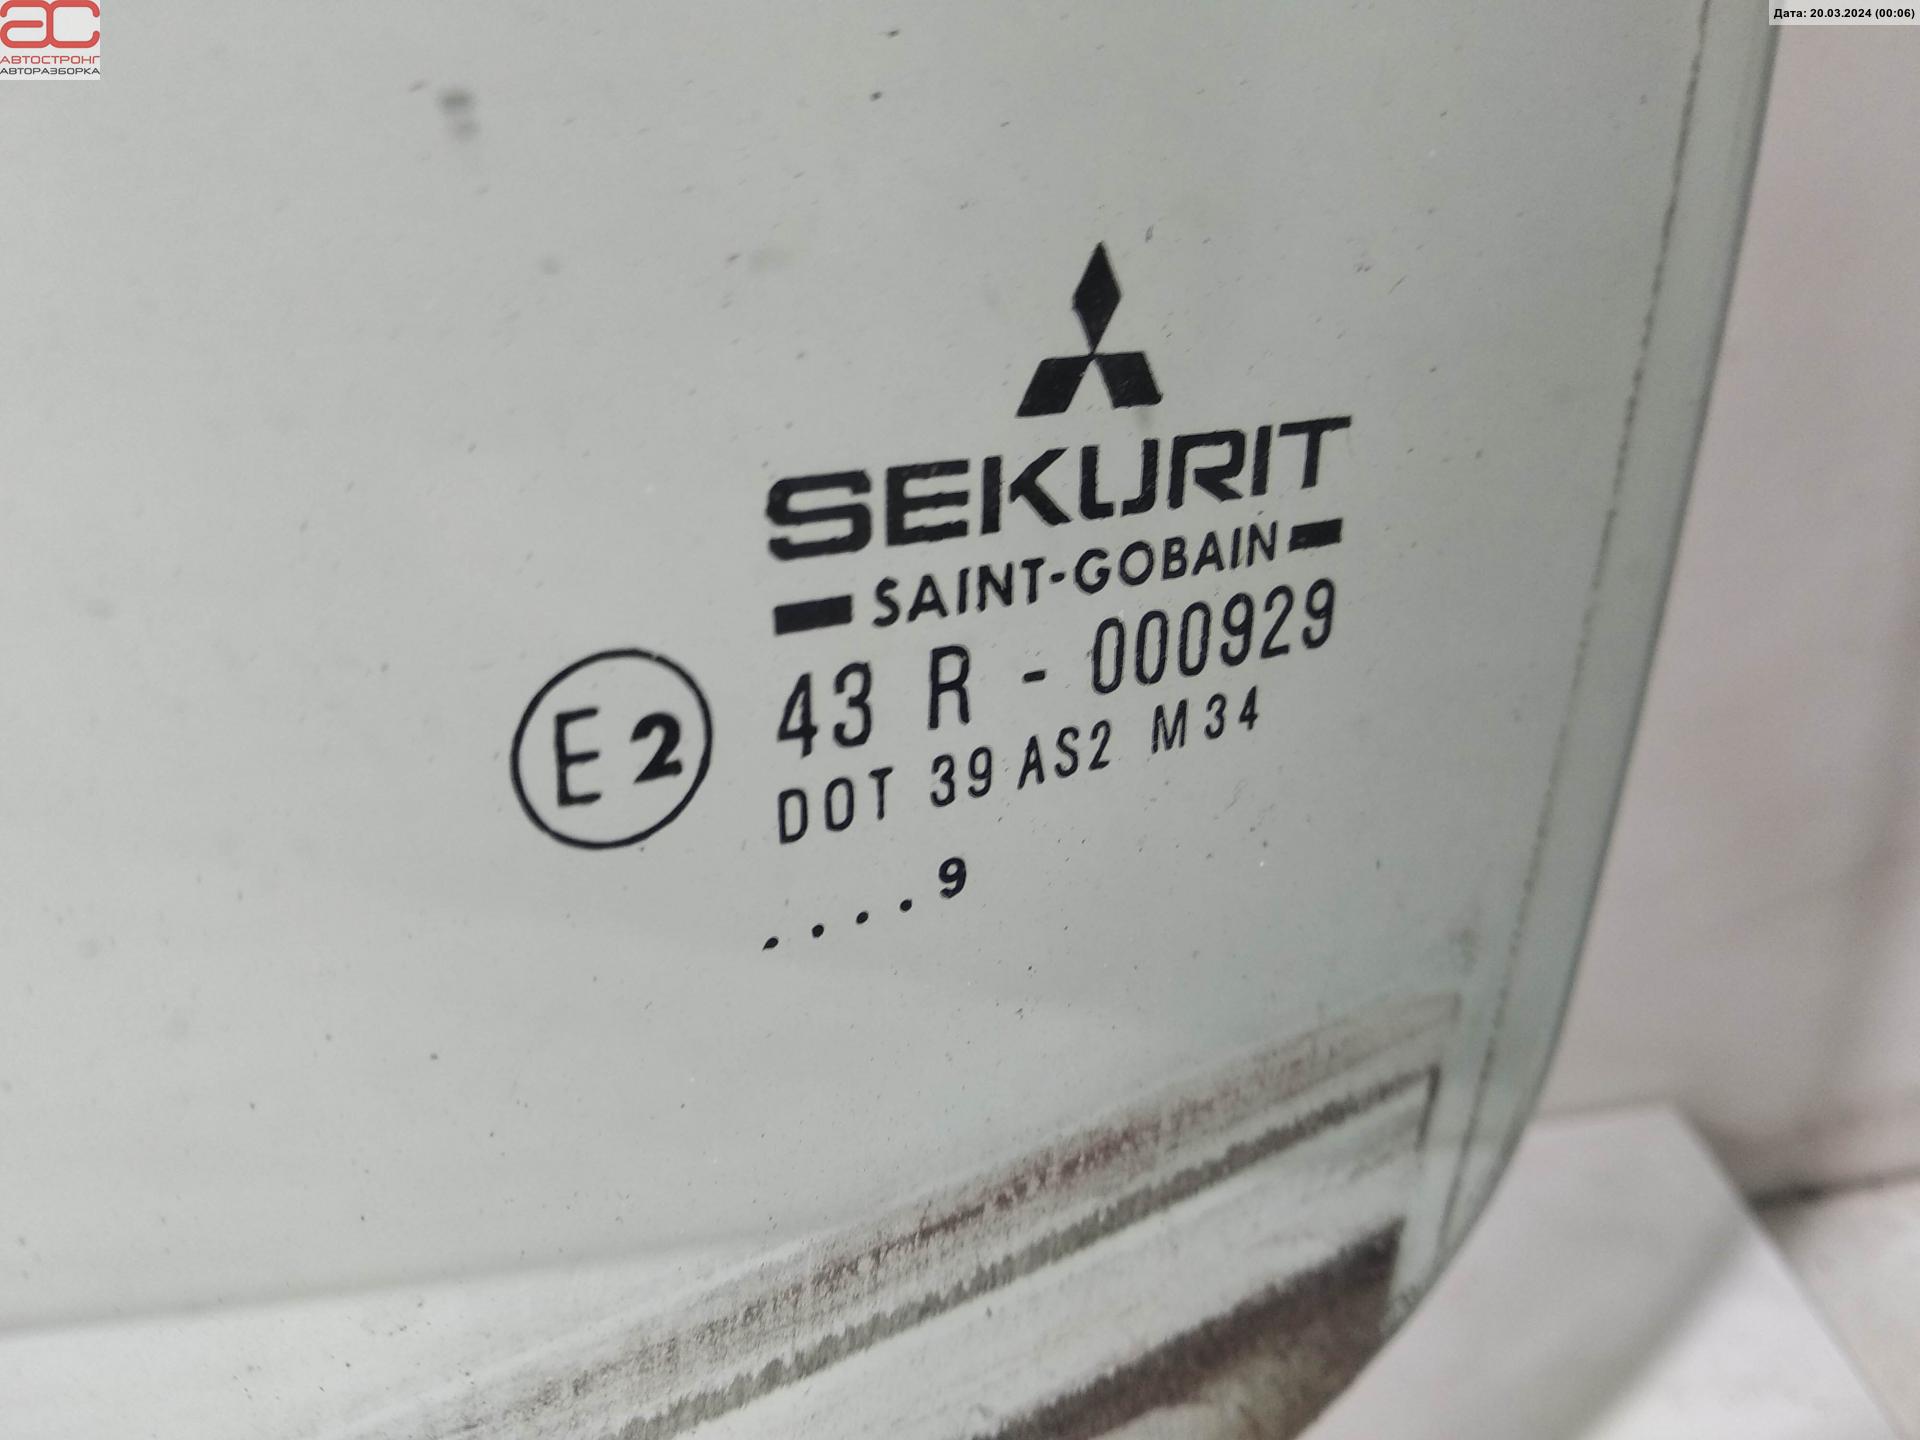 АС
АВТОСТРОНГ
АВТОРАЗБОРКА
Дата: 20.03.2024 (00:06)
SEKURIT
SAINT-GOBAIN
E2
43 R - 000929
DOT 39 AS2 M34
....9